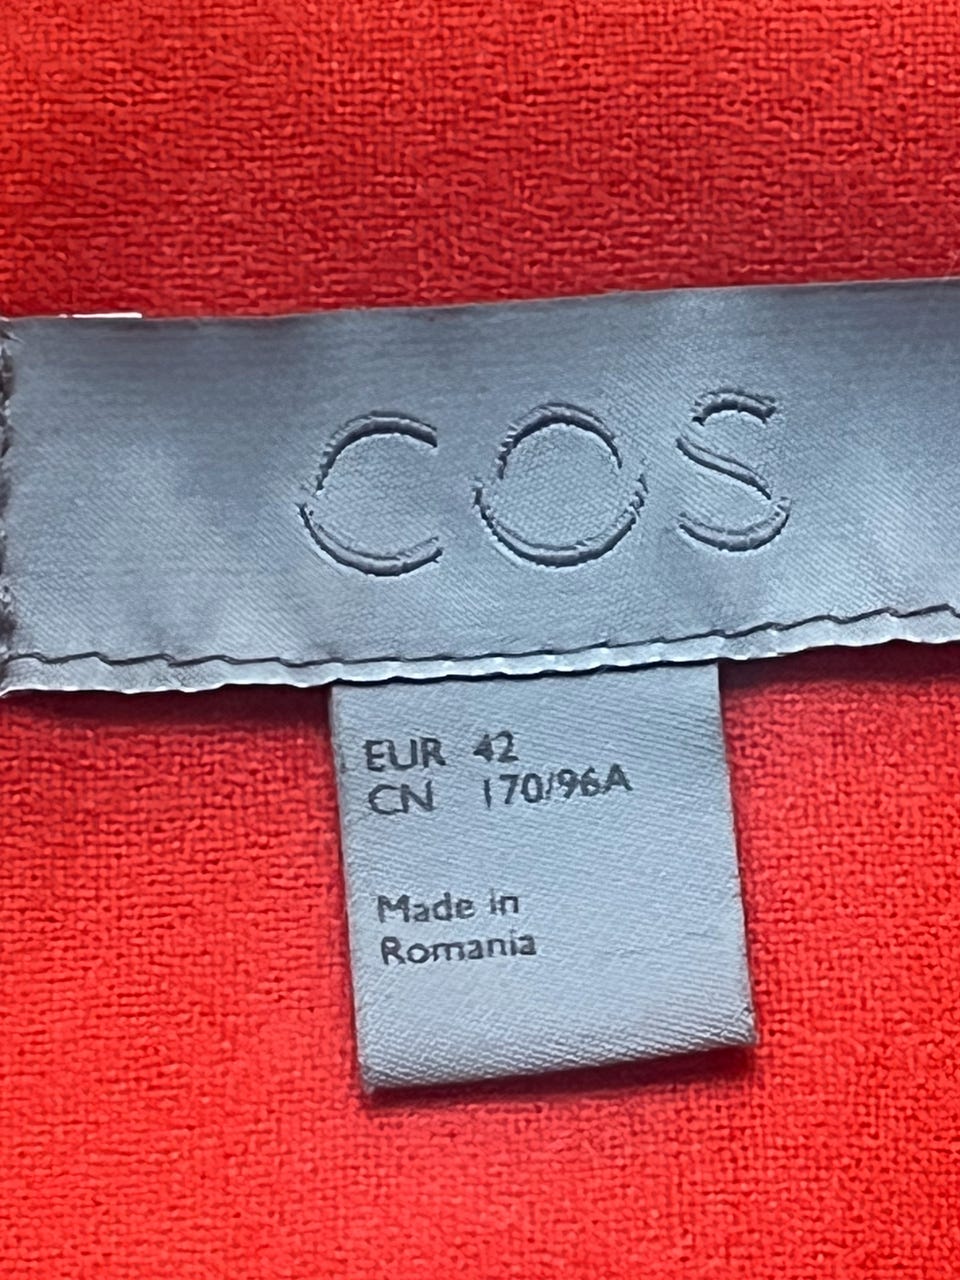 COS
EUR 42
CN 170/96A
Made in
Romania